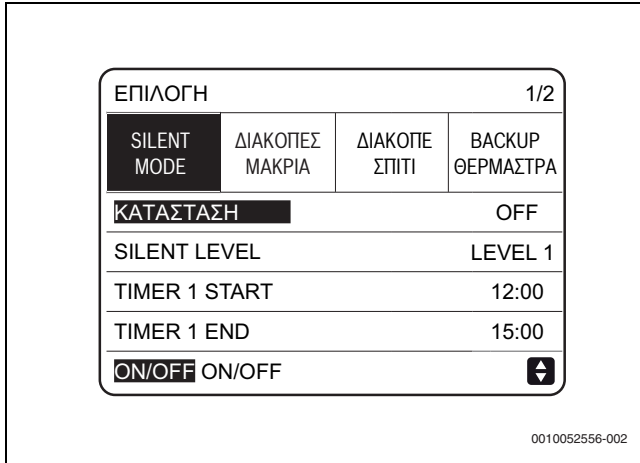 ΕΠΙΛΟΓΗ 1/2
SILENT MODE ΔΙΑΚΟΠΕΣ ΜΑΚΡΙΑ ΔΙΑΚΟΠΕ ΣΠΙΤΙ BACKUP ΘΕΡΜΑΣΤΡΑ
ΚΑΤΑΣΤΑΣΗ OFF
SILENT LEVEL LEVEL 1
TIMER 1 START 12:00
TIMER 1 END 15:00
ON/OFF ON/OFF
0010052556-002